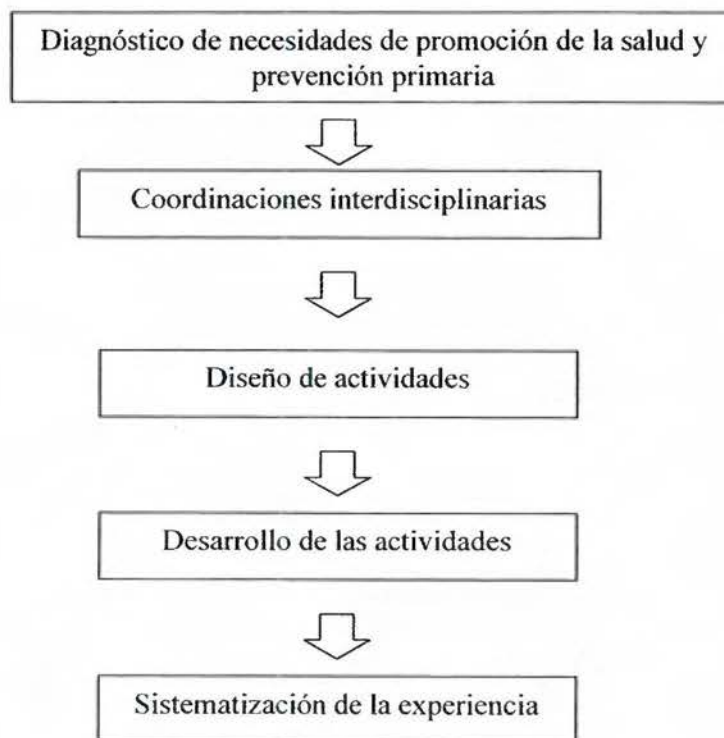 Diagnóstico de necesidades de promoción de la salud y
prevención primaria
Coordinaciones interdisciplinarias
Diseño de actividades
Desarrollo de las actividades
Sistematización de la experiencia